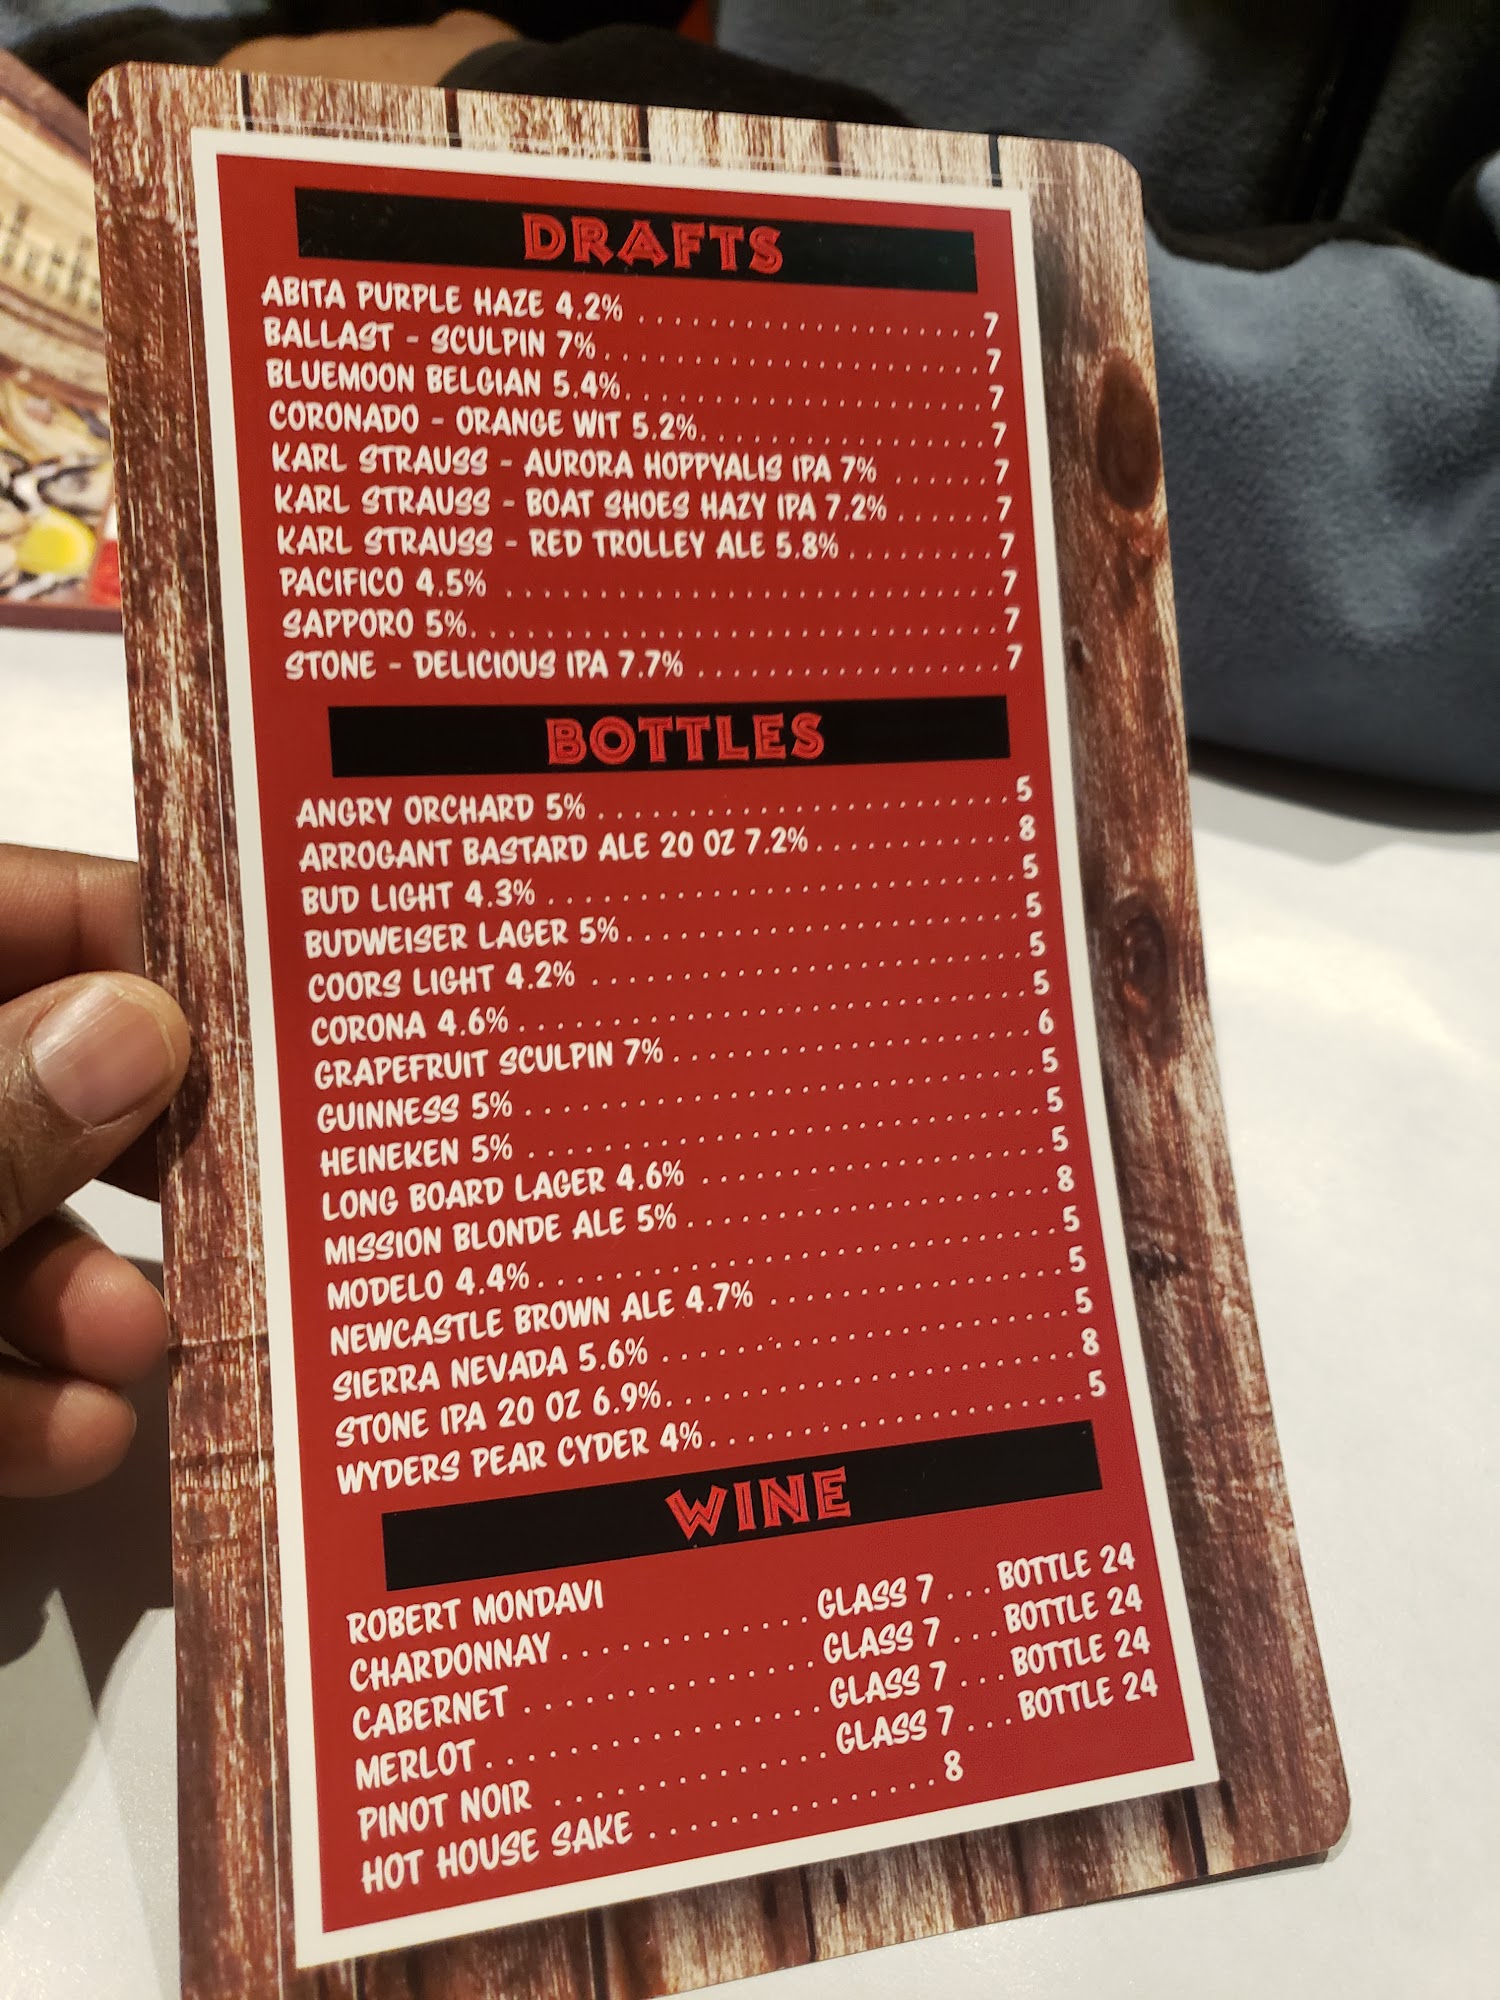 DRAFTS
ABITA PURPLE HAZE 4.2% ..................... 7
BALLAST - SCULPIN 7% ..................... 7
BLUEMOON BELGIAN 5.4% ..................... 7
CORONADO - ORANGE WIT 5.2% ................. 7
KARL STRAUSS - AURORA HOPPYALIS IPA 7% ...... 7
KARL STRAUSS - BOAT SHOES HAZY IPA 7.2% ...... 7
KARL STRAUSS - RED TROLLEY ALE 5.8% ......... 7
PACIFICO 4.5% ............................. 7
SAPPORO 5% ............................... 7
STONE - DELICIOUS IPA 7.7% .................. 7
BOTTLES
ANGRY ORCHARD 5% ........................ 5
ARROGANT BASTARD ALE 20 OZ 7.2% ............ 8
BUD LIGHT 4.3% ........................... 5
BUDWEISER LAGER 5% ...................... 5
COORS LIGHT 4.2% ........................ 5
CORONA 4.6% ............................. 5
GRAPEFRUIT SCULPIN 7% .................... 6
GUINNESS 5% ............................. 5
HEINEKEN 5% ............................. 5
LONG BOARD LAGER 4.6% .................... 5
MISSION BLONDE ALE 5% .................... 8
MODELO 4.4% ............................. 5
NEWCASTLE BROWN ALE 4.7% ................. 5
SIERRA NEVADA 5.6% ....................... 5
STONE IPA 20 OZ 6.9% ..................... 8
WYDERS PEAR CYDER 4% .................... 5
WINE
ROBERT MONDAVI
CHARDONNAY .............. GLASS 7 ... BOTTLE 24
CABERNET ................ GLASS 7 ... BOTTLE 24
MERLOT .................. GLASS 7 ... BOTTLE 24
PINOT NOIR .............. GLASS 7 ... BOTTLE 24
HOT HOUSE SAKE ................ 8